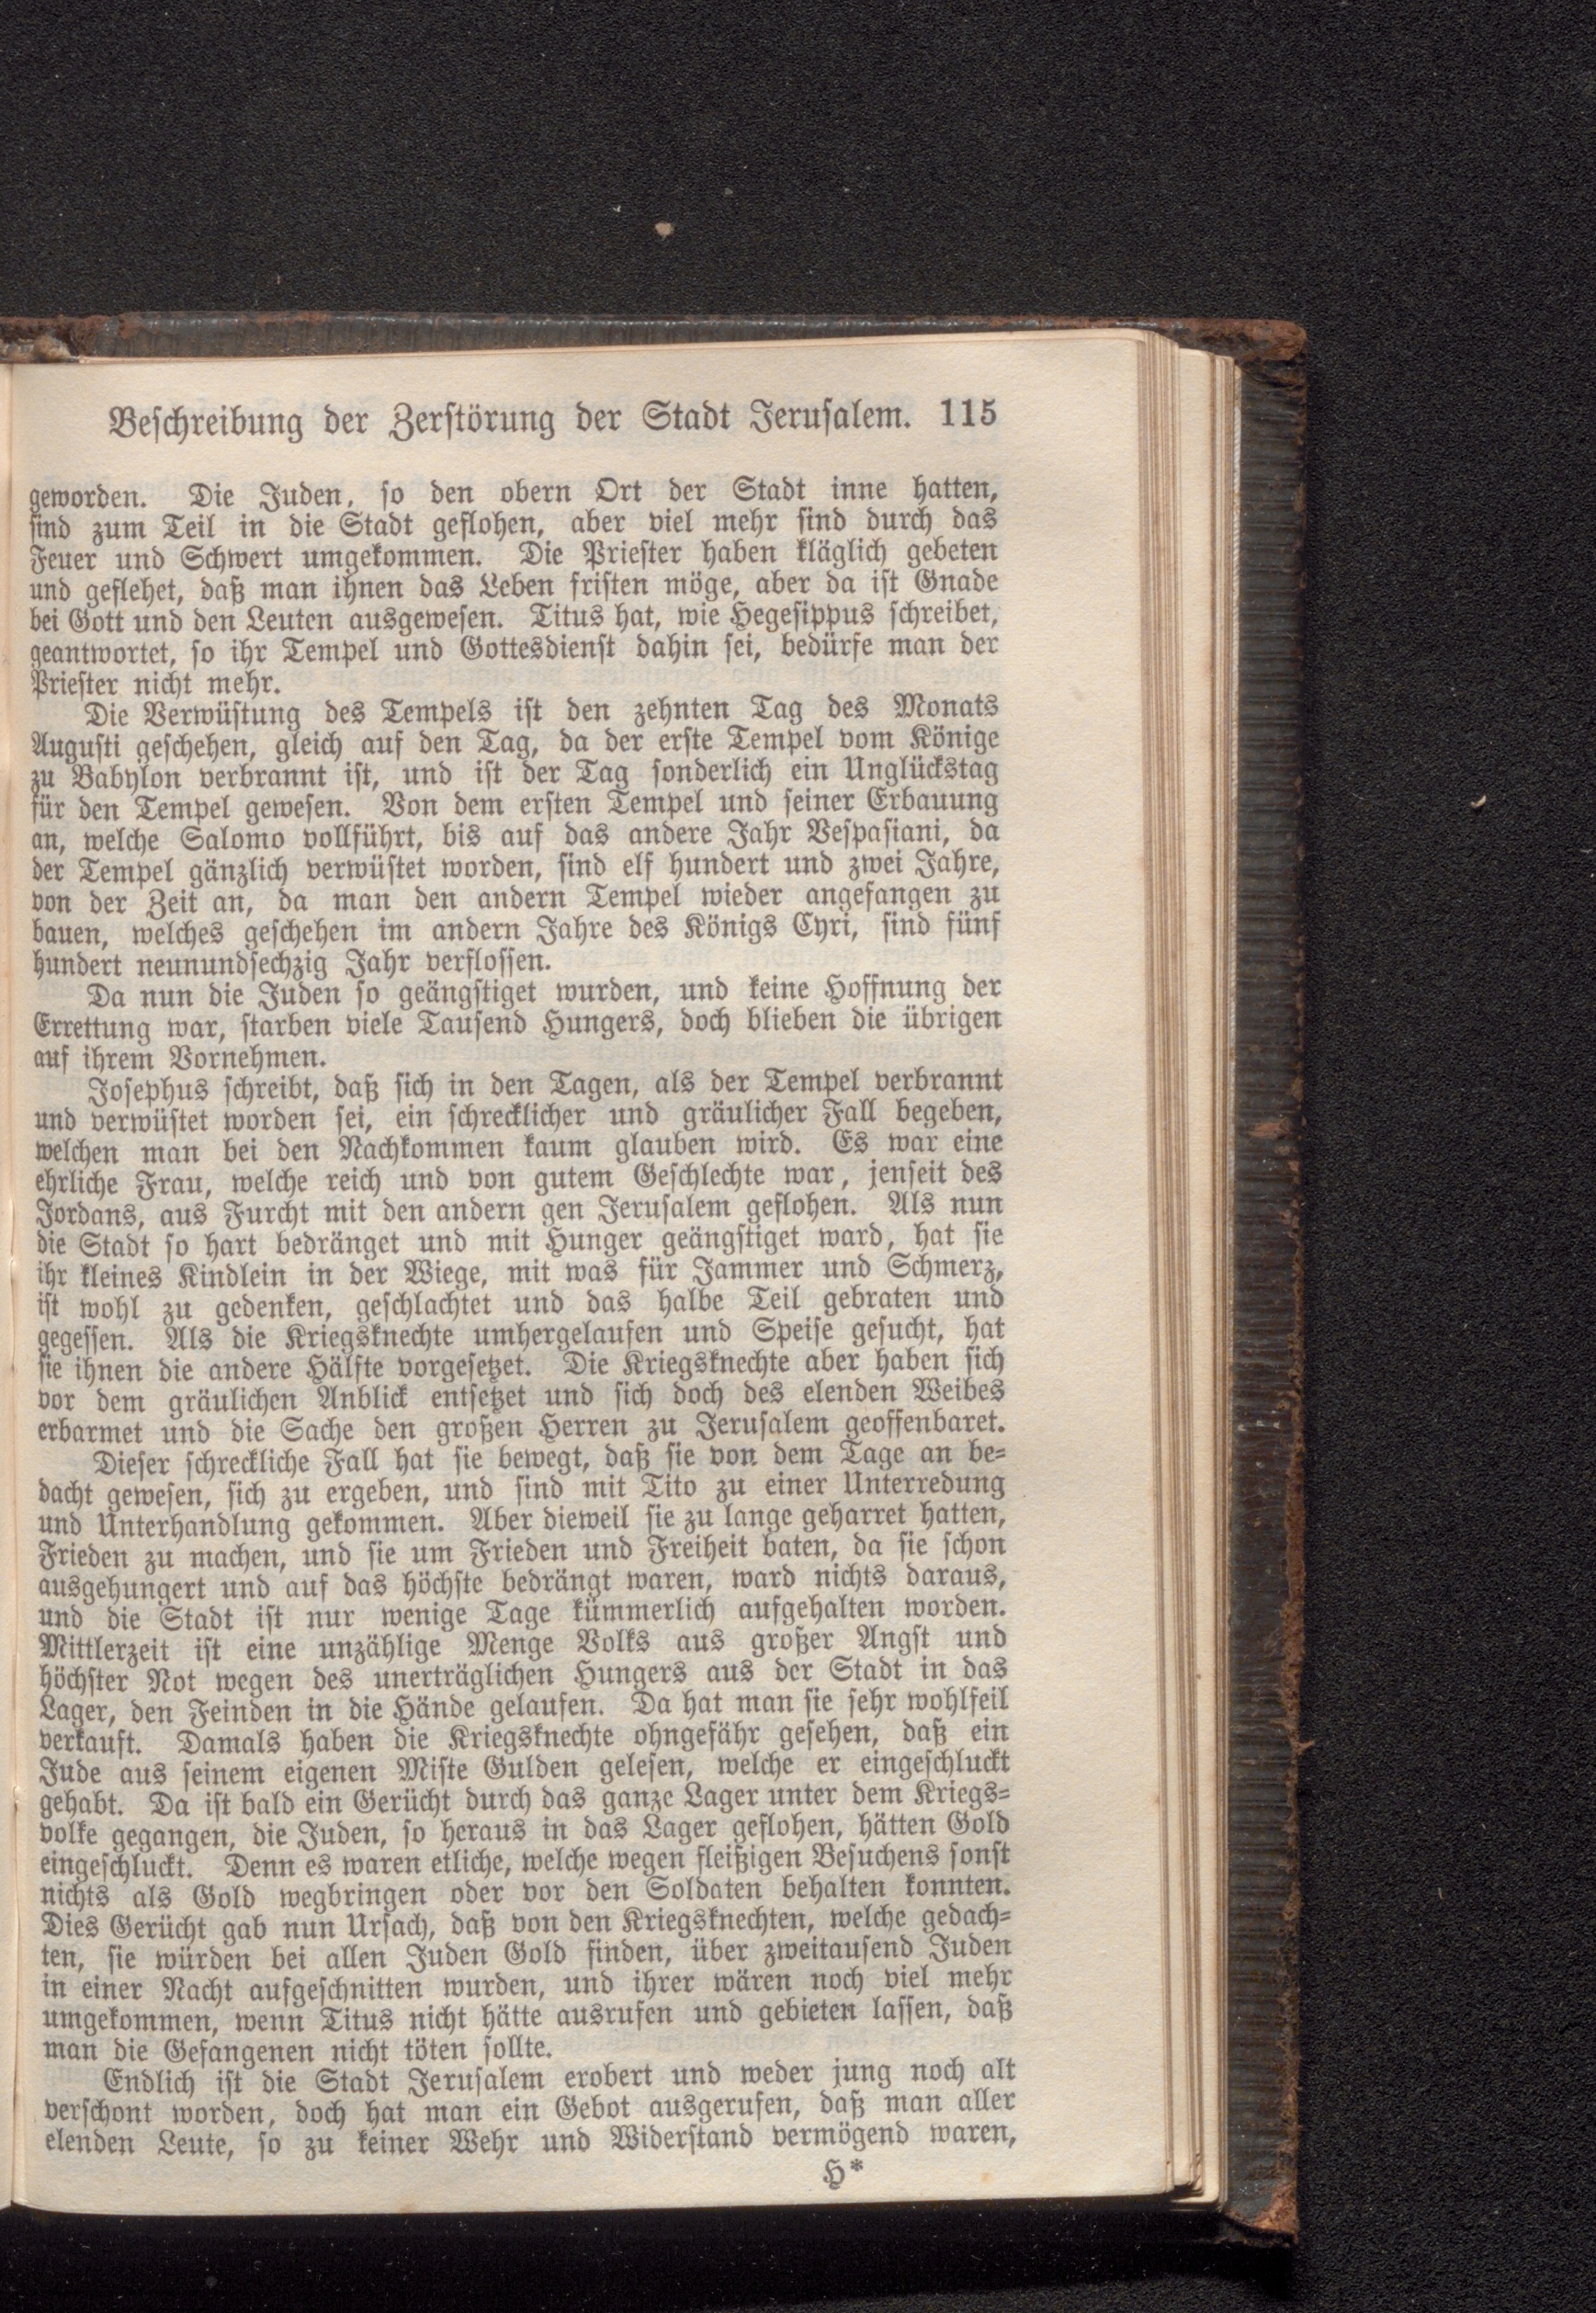 Beschreibung der Zerstörung der Stadt Jerusalem. 115
geworden. Die Juden, so den obern Ort der Stadt inne hatten,
sind zum Teil in die Stadt geflohen, aber viel mehr sind durch das
Feuer und Schwert umgekommen. Die Priester haben kläglich gebeten
und geflehet, daß man ihnen das Leben fristen möge, aber da ist Gnade
bei Gott und den Leuten ausgewesen. Titus hat, wie Hegesippus schreibet,
geantwortet, so ihr Tempel und Gottesdienst dahin sei, bedürfe man der
Priester nicht mehr.
Die Verwüstung des Tempels ist den zehnten Tag des Monats
Augusti geschehen, gleich auf den Tag, da der erste Tempel vom Könige
zu Babylon verbrannt ist, und ist der Tag sonderlich ein Unglückstag
für den Tempel gewesen. Von dem ersten Tempel und seiner Erbauung
an, welche Salomo vollführt, bis auf das andere Jahr Vespasiani, da
der Tempel gänzlich verwüstet worden, sind elf hundert und zwei Jahre,
von der Zeit an, da man den andern Tempel wieder angefangen zu
bauen, welches geschehen im andern Jahre des Königs Cyri, sind fünf
hundert neunundsechzig Jahr verflossen.
Da nun die Juden so geängstiget wurden, und keine Hoffnung der
Errettung war, starben viele Tausend Hungers, doch blieben die übrigen
auf ihrem Vornehmen.
Josephus schreibt, daß sich in den Tagen, als der Tempel verbrannt
und verwüstet worden sei, ein schrecklicher und gräulicher Fall begeben,
welchen man bei den Nachkommen kaum glauben wird. Es war eine
ehrliche Frau, welche reich und von gutem Geschlechte war, jenseit des
Jordans, aus Furcht mit den andern gen Jerusalem geflohen. Als nun
die Stadt so hart bedränget und mit Hunger geängstiget ward, hat sie
ihr kleines Kindlein in der Wiege, mit was für Jammer und Schmerz,
ist wohl zu gedenken, geschlachtet und das halbe Teil gebraten und
gegessen. Als die Kriegsknechte umhergelaufen und Speise gesucht, hat
sie ihnen die andere Hälfte vorgesetzet. Die Kriegsknechte aber haben sich
vor dem gräulichen Anblick entsetzet und sich doch des elenden Weibes
erbarmet und die Sache den großen Herren zu Jerusalem geoffenbaret.
Dieser schreckliche Fall hat sie bewegt, daß sie von dem Tage an be-
dacht gewesen, sich zu ergeben, und sind mit Tito zu einer Unterredung
und Unterhandlung gekommen. Aber dieweil sie zu lange geharret hatten,
Frieden zu machen, und sie um Frieden und Freiheit baten, da sie schon
ausgehungert und auf das höchste bedrängt waren, ward nichts daraus,
und die Stadt ist nur wenige Tage kümmerlich aufgehalten worden.
Mittlerzeit ist eine unzählige Menge Volks aus großer Angst und
höchster Not wegen des unerträglichen Hungers aus der Stadt in das
Lager, den Feinden in die Hände gelaufen. Da hat man sie sehr wohlfeil
verkauft. Damals haben die Kriegsknechte ohngefähr gesehen, daß ein
Jude aus seinem eigenen Miste Gulden gelesen, welche er eingeschluckt
gehabt. Da ist bald ein Gerücht durch das ganze Lager unter dem Kriegs-
volke gegangen, die Juden, so heraus in das Lager geflohen, hätten Gold
eingeschluckt. Denn es waren etliche, welche wegen fleißigen Besuchens sonst
nichts als Gold wegbringen oder vor den Soldaten behalten konnten.
Dies Gerücht gab nun Ursach, daß von den Kriegsknechten, welche gedach-
ten, sie würden bei allen Juden Gold finden, über zweitausend Juden
in einer Nacht aufgeschnitten wurden, und ihrer wären noch viel mehr
umgekommen, wenn Titus nicht hätte ausrufen und gebieten lassen, daß
man die Gefangenen nicht töten sollte.
Endlich ist die Stadt Jerusalem erobert und weder jung noch alt
verschont worden, doch hat man ein Gebot ausgerufen, daß man aller
elenden Leute, so zu keiner Wehr und Widerstand vermögend waren,
H*